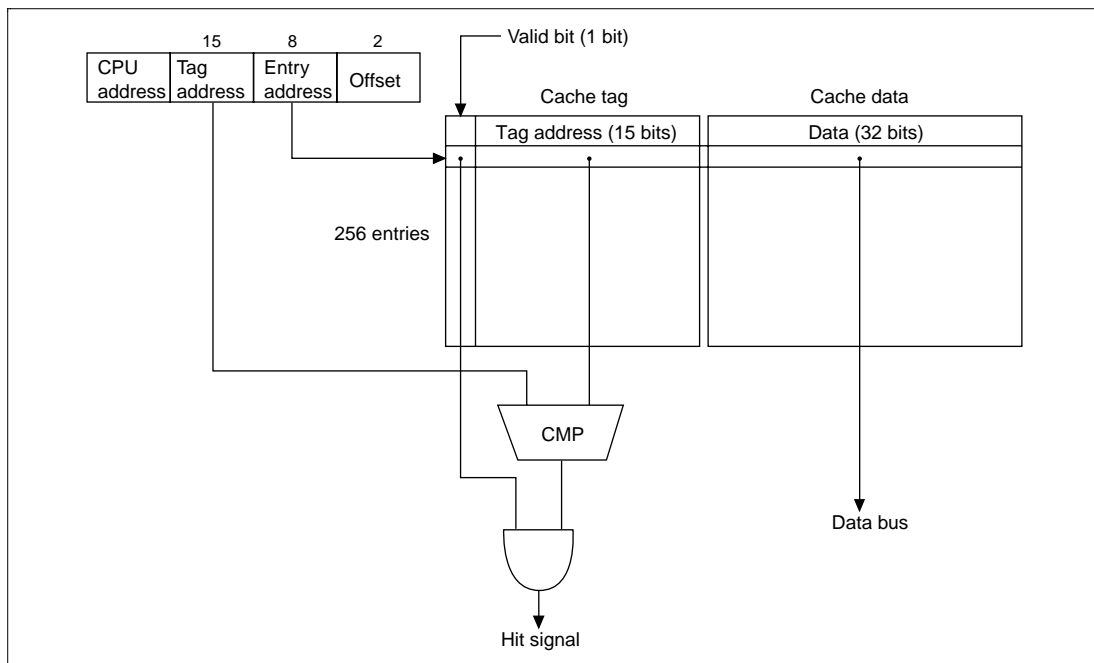 15 8 2
Valid bit (1 bit)
CPU address
Tag address
Entry address
Offset
Cache tag
Cache data
Tag address (15 bits)
Data (32 bits)
256 entries
CMP
Data bus
Hit signal